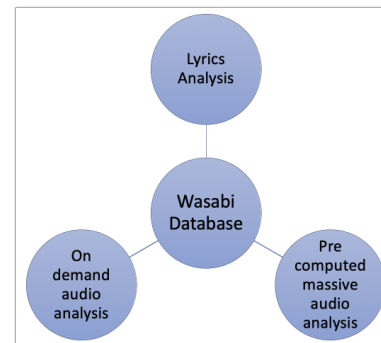 Lyrics
Analysis
Wasabi
Database
On
demand
audio
analysis
Pre
computed
massive
audio
analysis